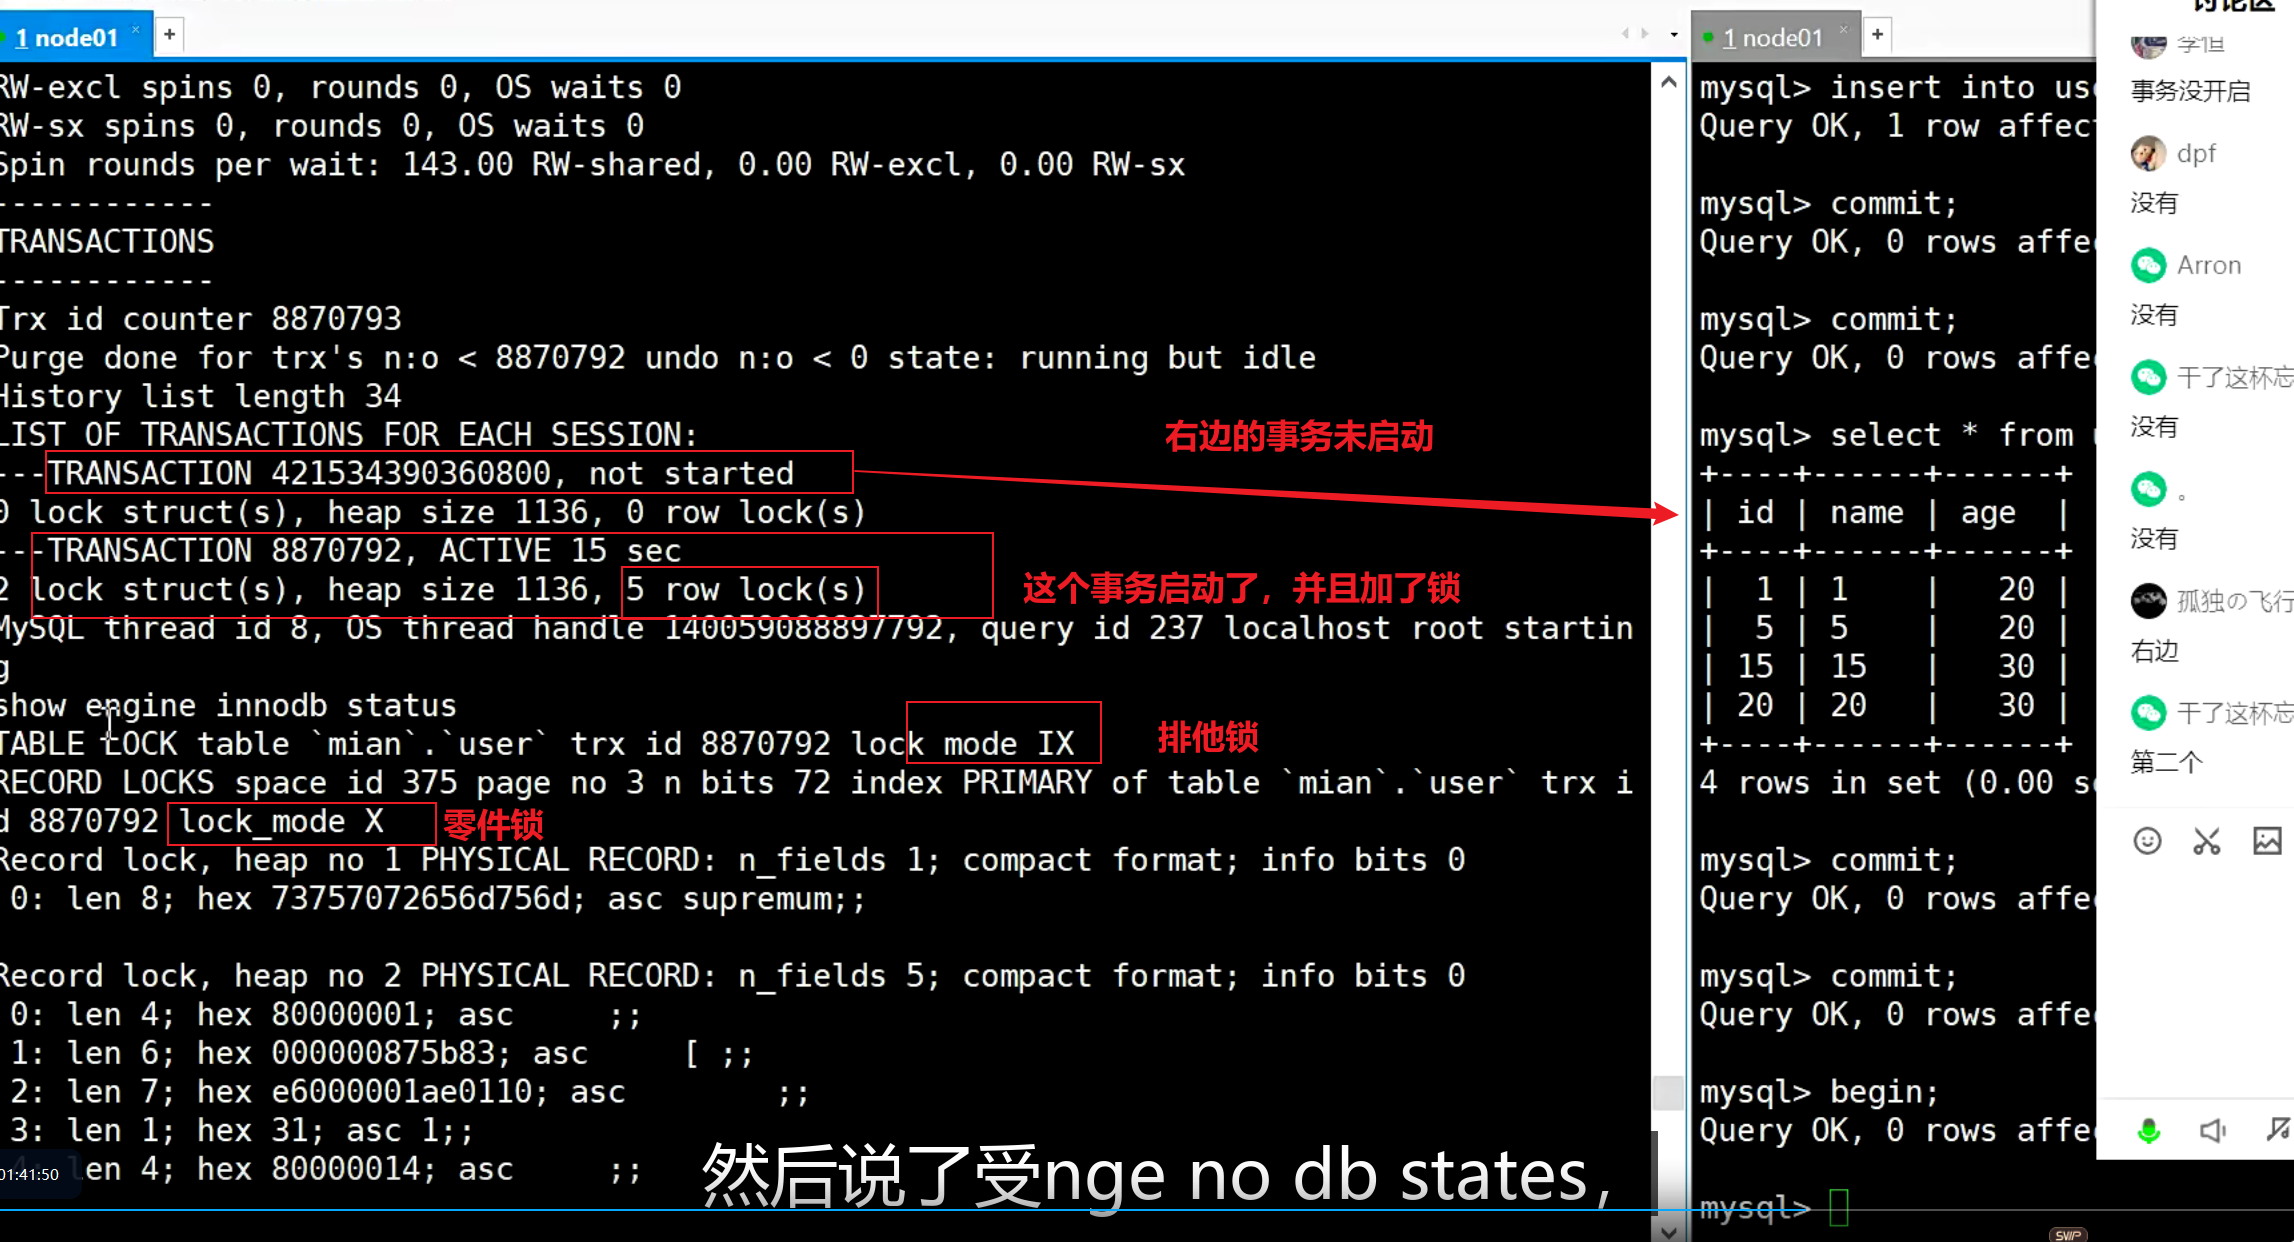 1 node01
RW-excl spins 0, rounds 0, OS waits 0
RW-sx spins 0, rounds 0, OS waits 0
Spin rounds per wait: 143.00 RW-shared, 0.00 RW-excl, 0.00 RW-sx
------------
TRANSACTIONS
------------
Trx id counter 8870793
Purge done for trx's n:o < 8870792 undo n:o < 0 state: running but idle
History list length 34
LIST OF TRANSACTIONS FOR EACH SESSION:
右边的事务未启动
---TRANSACTION 421534390360800, not started
0 lock struct(s), heap size 1136, 0 row lock(s)
---TRANSACTION 8870792, ACTIVE 15 sec
2 lock struct(s), heap size 1136, 5 row lock(s)
这个事务启动了，并且加了锁
MySQL thread id 8, OS thread handle 140059088897792, query id 237 localhost root startin
g
show engine innodb status
TABLE LOCK table `mian`.`user` trx id 8870792 lock mode IX
排他锁
RECORD LOCKS space id 375 page no 3 n bits 72 index PRIMARY of table `mian`.`user` trx i
d 8870792 lock_mode X
零件锁
Record lock, heap no 1 PHYSICAL RECORD: n_fields 1; compact format; info bits 0
0: len 8; hex 73757072656d756d; asc supremum;;
Record lock, heap no 2 PHYSICAL RECORD: n_fields 5; compact format; info bits 0
0: len 4; hex 80000001; asc     ;;
1: len 6; hex 000000875b83; asc     [ ;;
2: len 7; hex e6000001ae0110; asc        ;;
3: len 1; hex 31; asc 1;;
4: len 4; hex 80000014; asc     ;;
01:41:50
然后说了受nge no db states，
1 node01
mysql> insert into use
Query OK, 1 row affect
mysql> commit;
Query OK, 0 rows affe
mysql> commit;
Query OK, 0 rows affe
mysql> select * from
+----+------+------+
| id | name | age  |
+----+------+------+
|  1 | 1    |   20 |
|  5 | 5    |   20 |
| 15 | 15   |   30 |
| 20 | 20   |   30 |
+----+------+------+
4 rows in set (0.00 se
mysql> commit;
Query OK, 0 rows affe
mysql> commit;
Query OK, 0 rows affe
mysql> begin;
Query OK, 0 rows affe
mysql>
讨论区
李恒
事务没开启
dpf
没有
Arron
没有
干了这杯忘
没有
。
没有
孤独の飞行
右边
干了这杯忘
第二个
SVIP